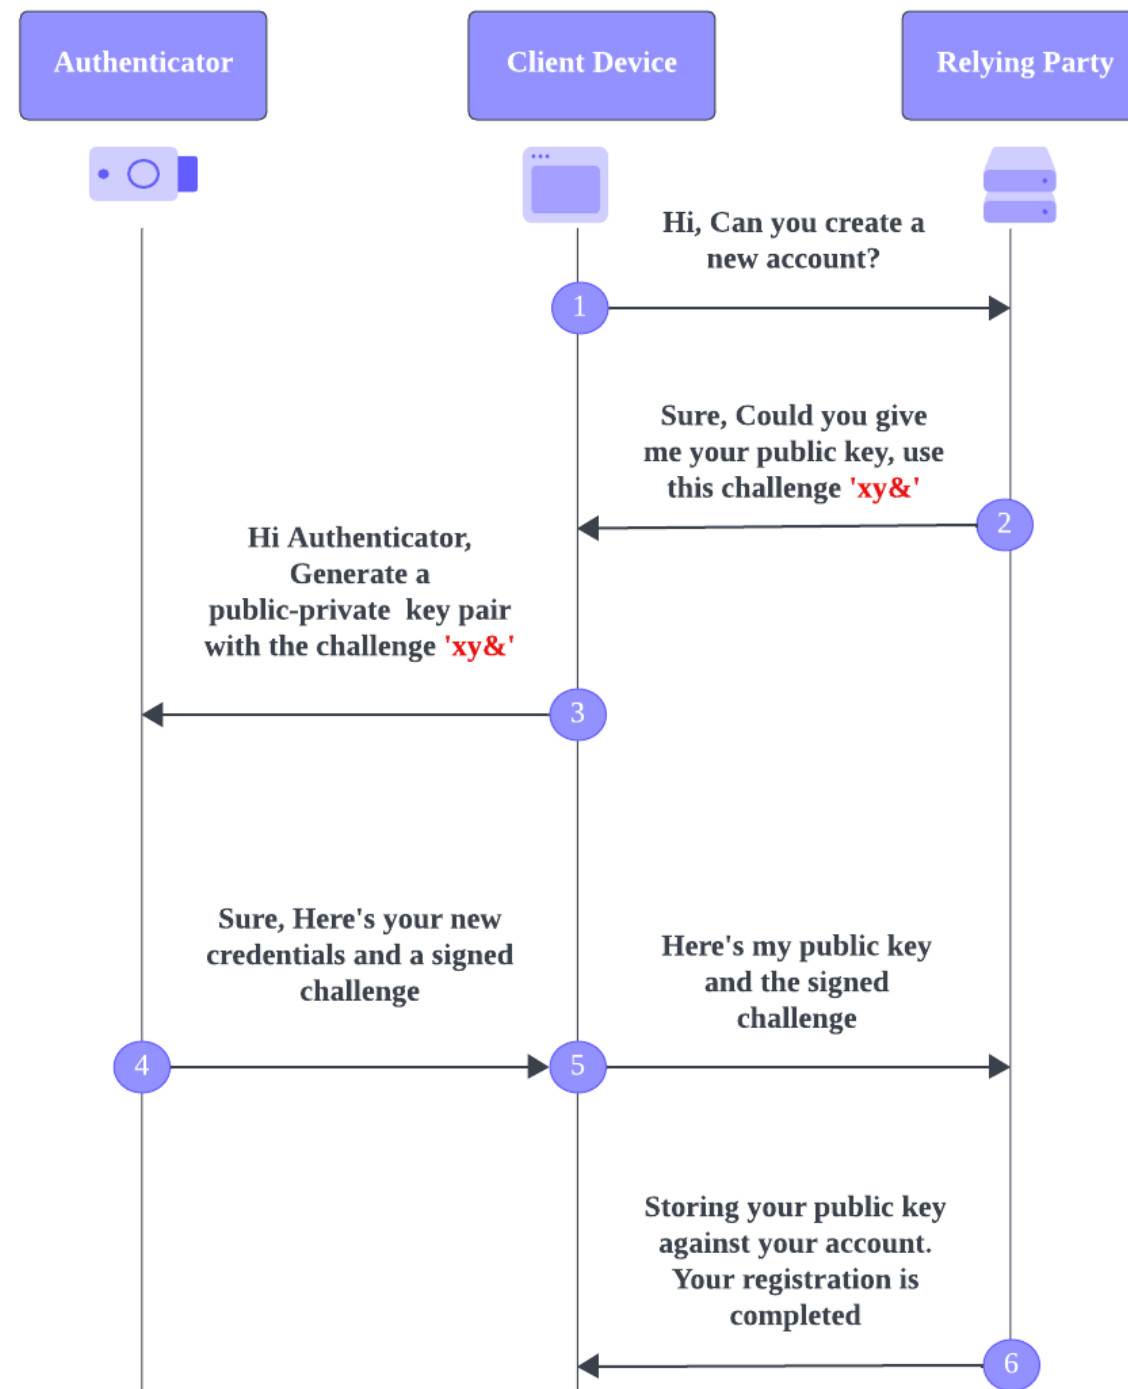 Authenticator
Client Device
Relying Party
Hi, Can you create a
new account?
1
Sure, Could you give
me your public key, use
this challenge 'xy&'
2
Hi Authenticator,
Generate a
public-private  key pair
with the challenge 'xy&'
3
Sure, Here's your new
credentials and a signed
challenge
4
Here's my public key
and the signed
challenge
5
Storing your public key
against your account.
Your registration is
completed
6